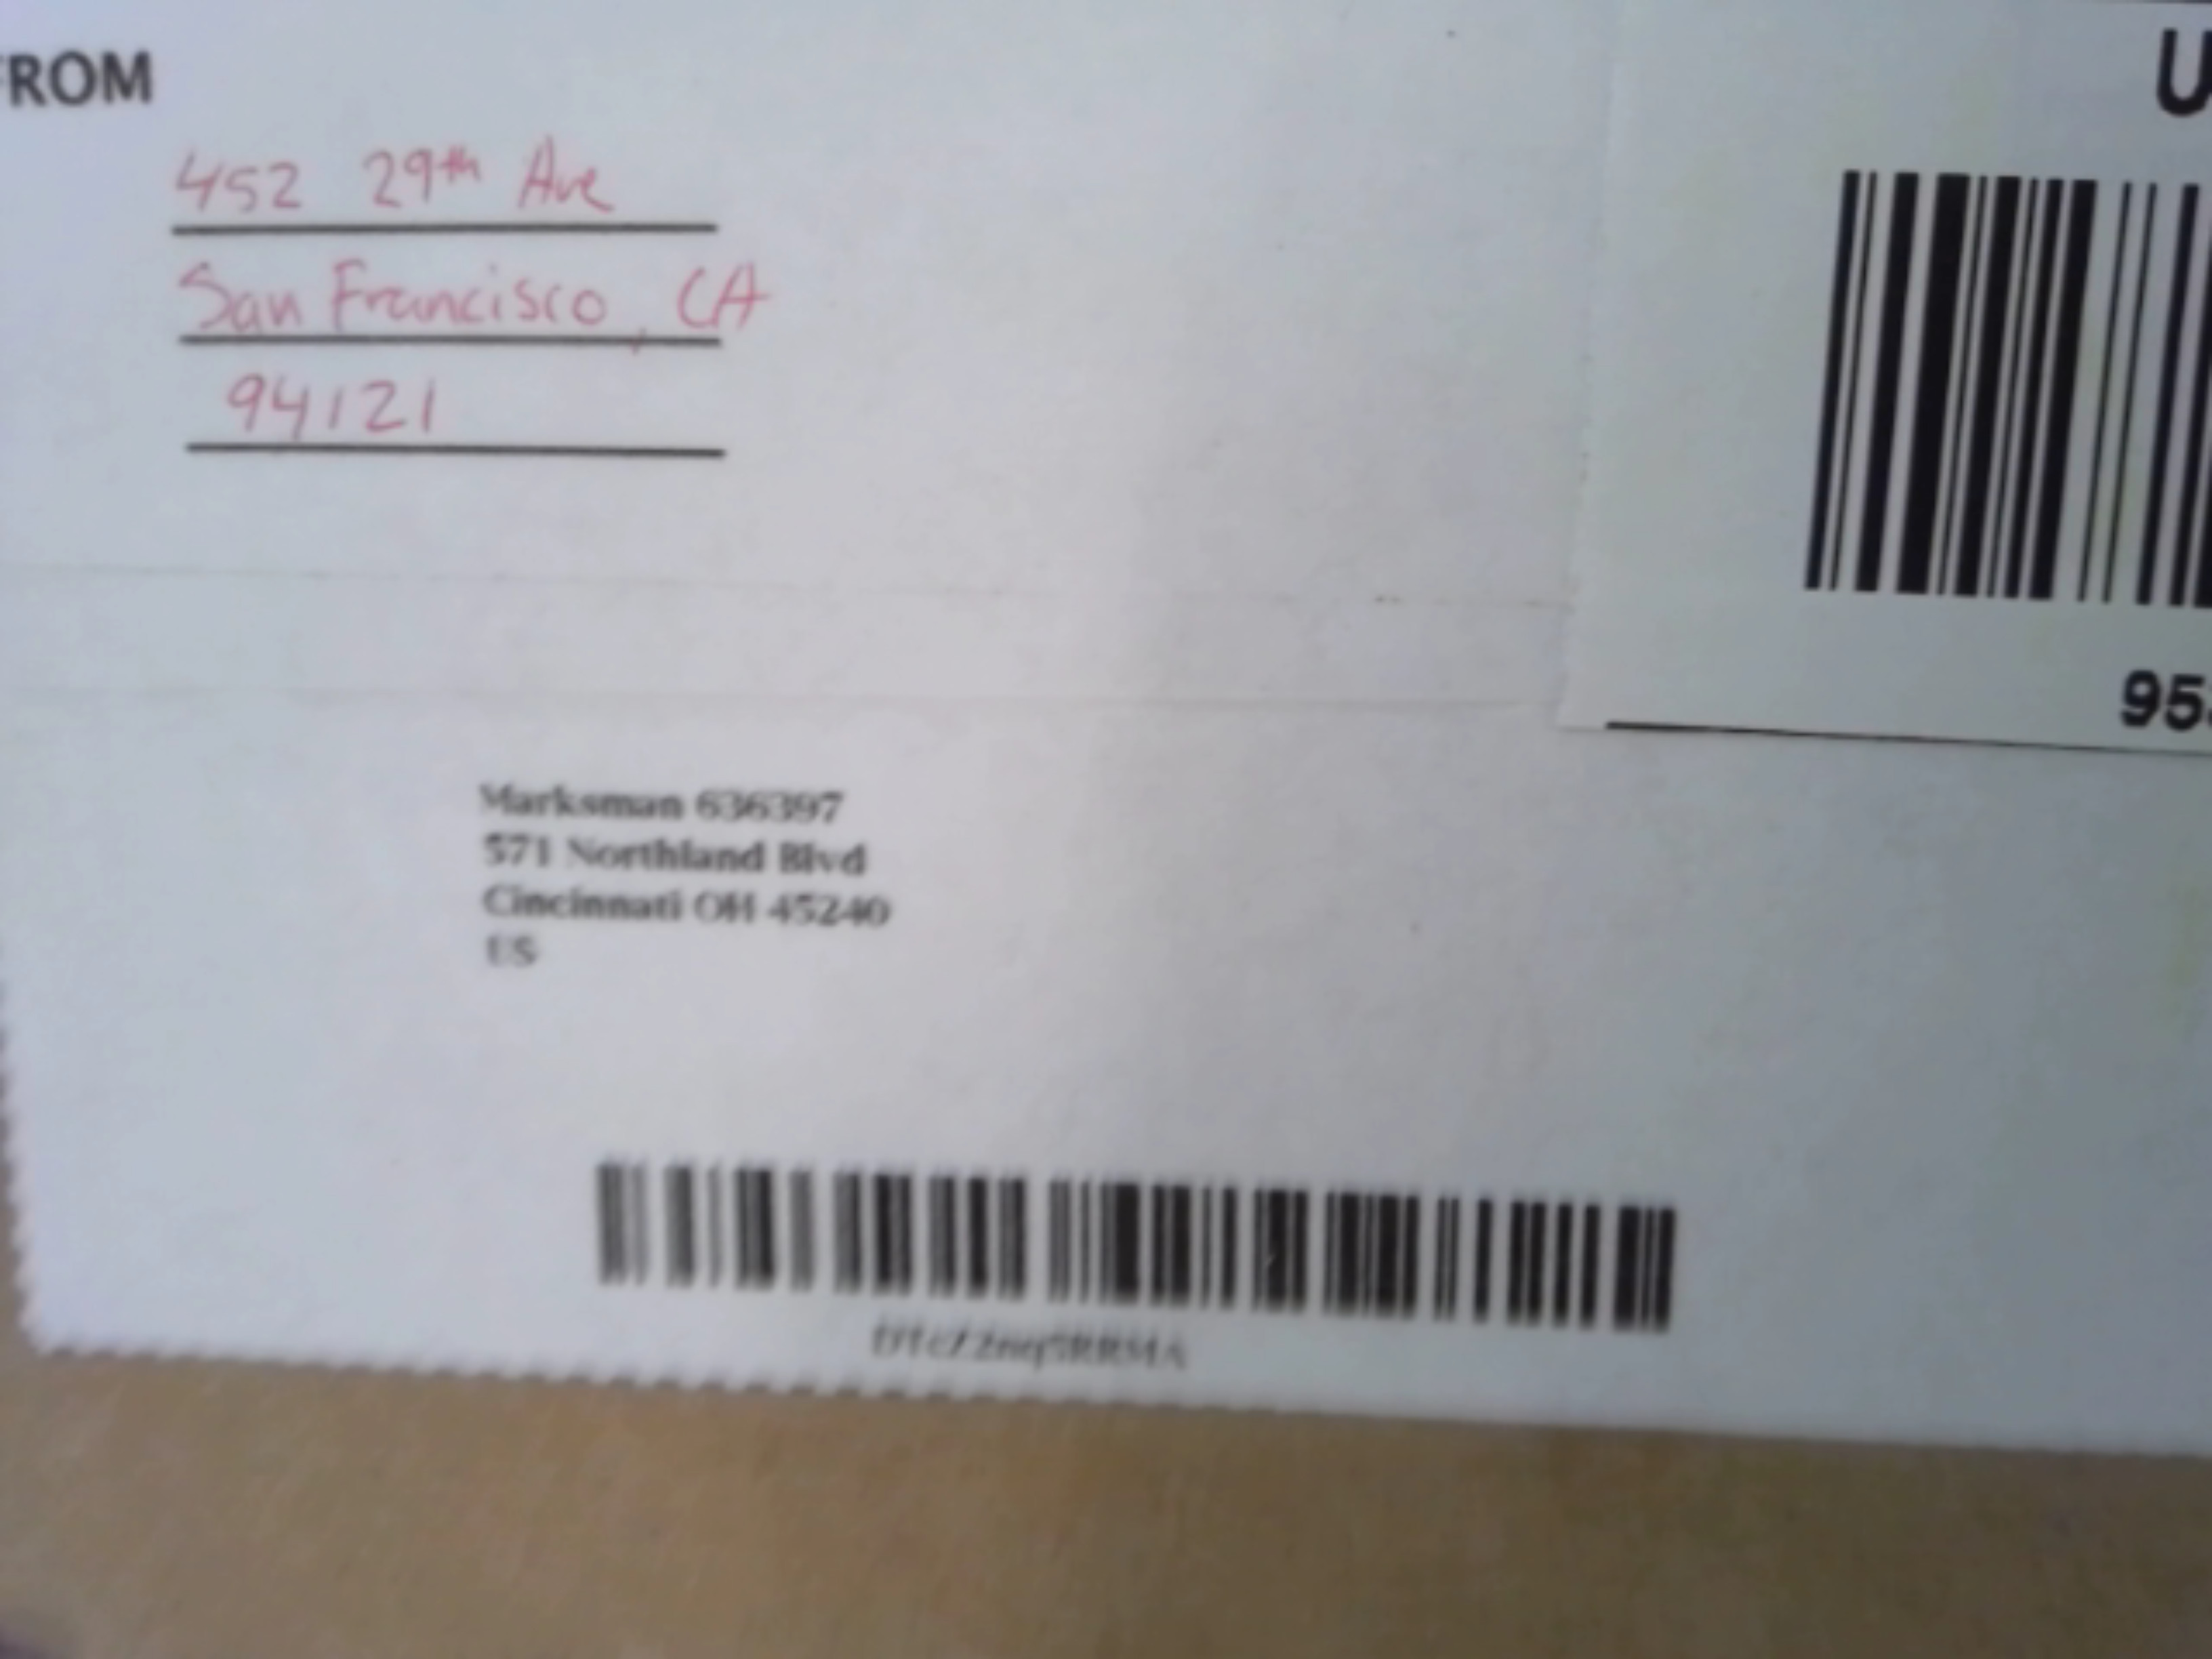 FROM
452 29th Ave
San Francisco, CA
94121
Marksman 636397
571 Northland Blvd
Cincinnati OH 45240
US